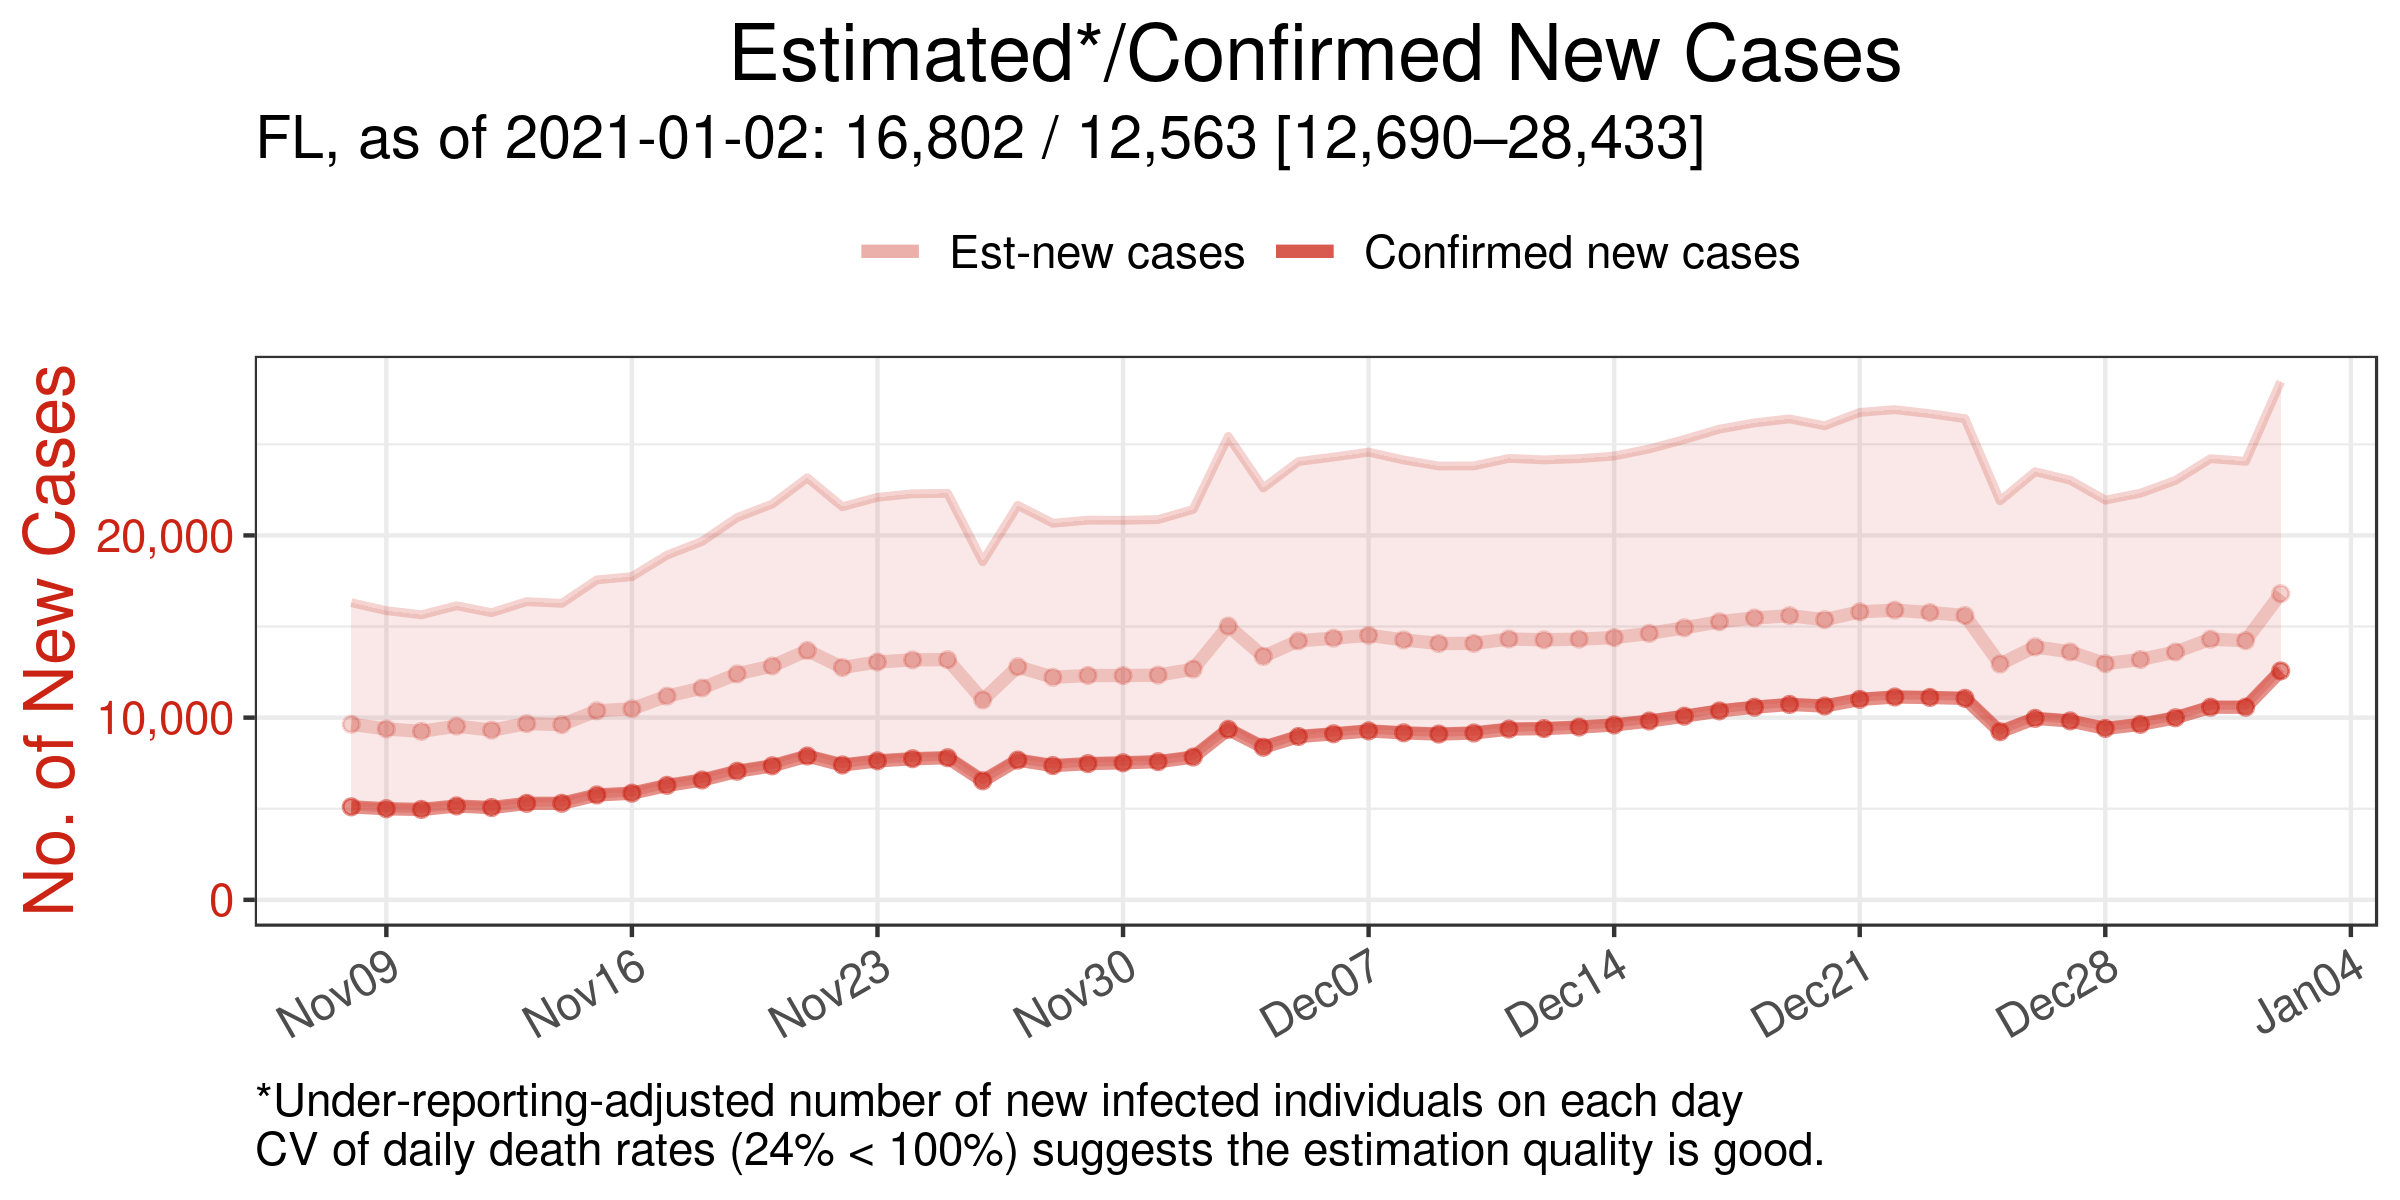 Estimated*/Confirmed New Cases
FL, as of 2021-01-02: 16,802 / 12,563 [12,690–28,433]
Est-new cases
Confirmed new cases
No. of New Cases
20,000
10,000
0
Nov09
Nov16
Nov23
Nov30
Dec07
Dec14
Dec21
Dec28
Jan04
*Under-reporting-adjusted number of new infected individuals on each day
CV of daily death rates (24% < 100%) suggests the estimation quality is good.